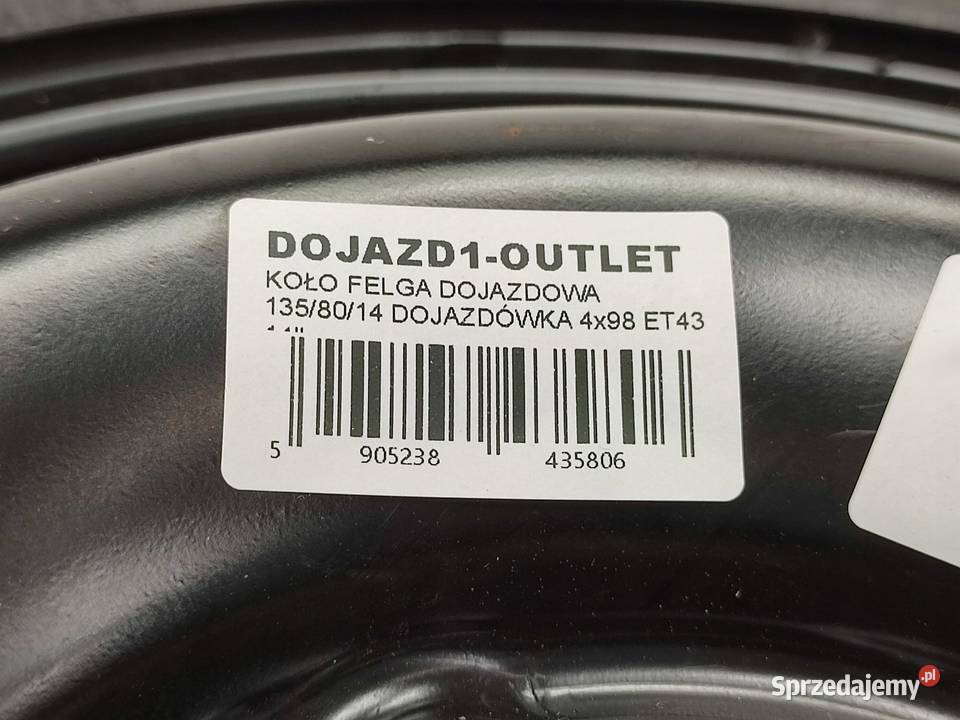 DOJAZD1-OUTLET
KOŁO FELGA DOJAZDOWA
135/80/14 DOJAZDÓWKA 4x98 ET43
5 905238 435806
Sprzedajemy.pl